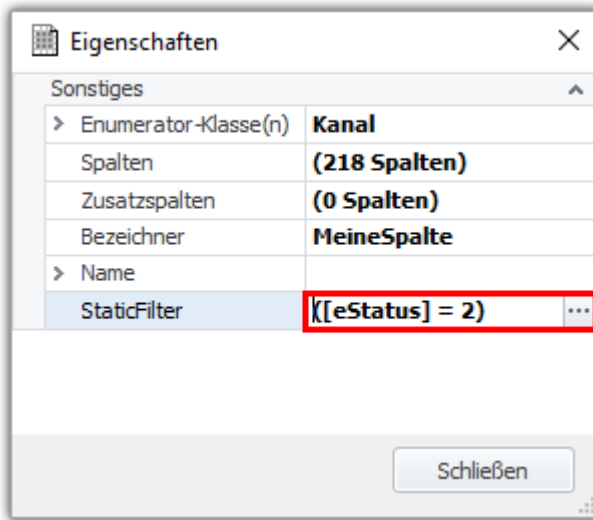 Eigenschaften
Sonstiges
Enumerator-Klasse(n) Kanal
Spalten (218 Spalten)
Zusatzspalten (0 Spalten)
Bezeichner MeineSpalte
Name
StaticFilter ([eStatus] = 2) ...
Schließen